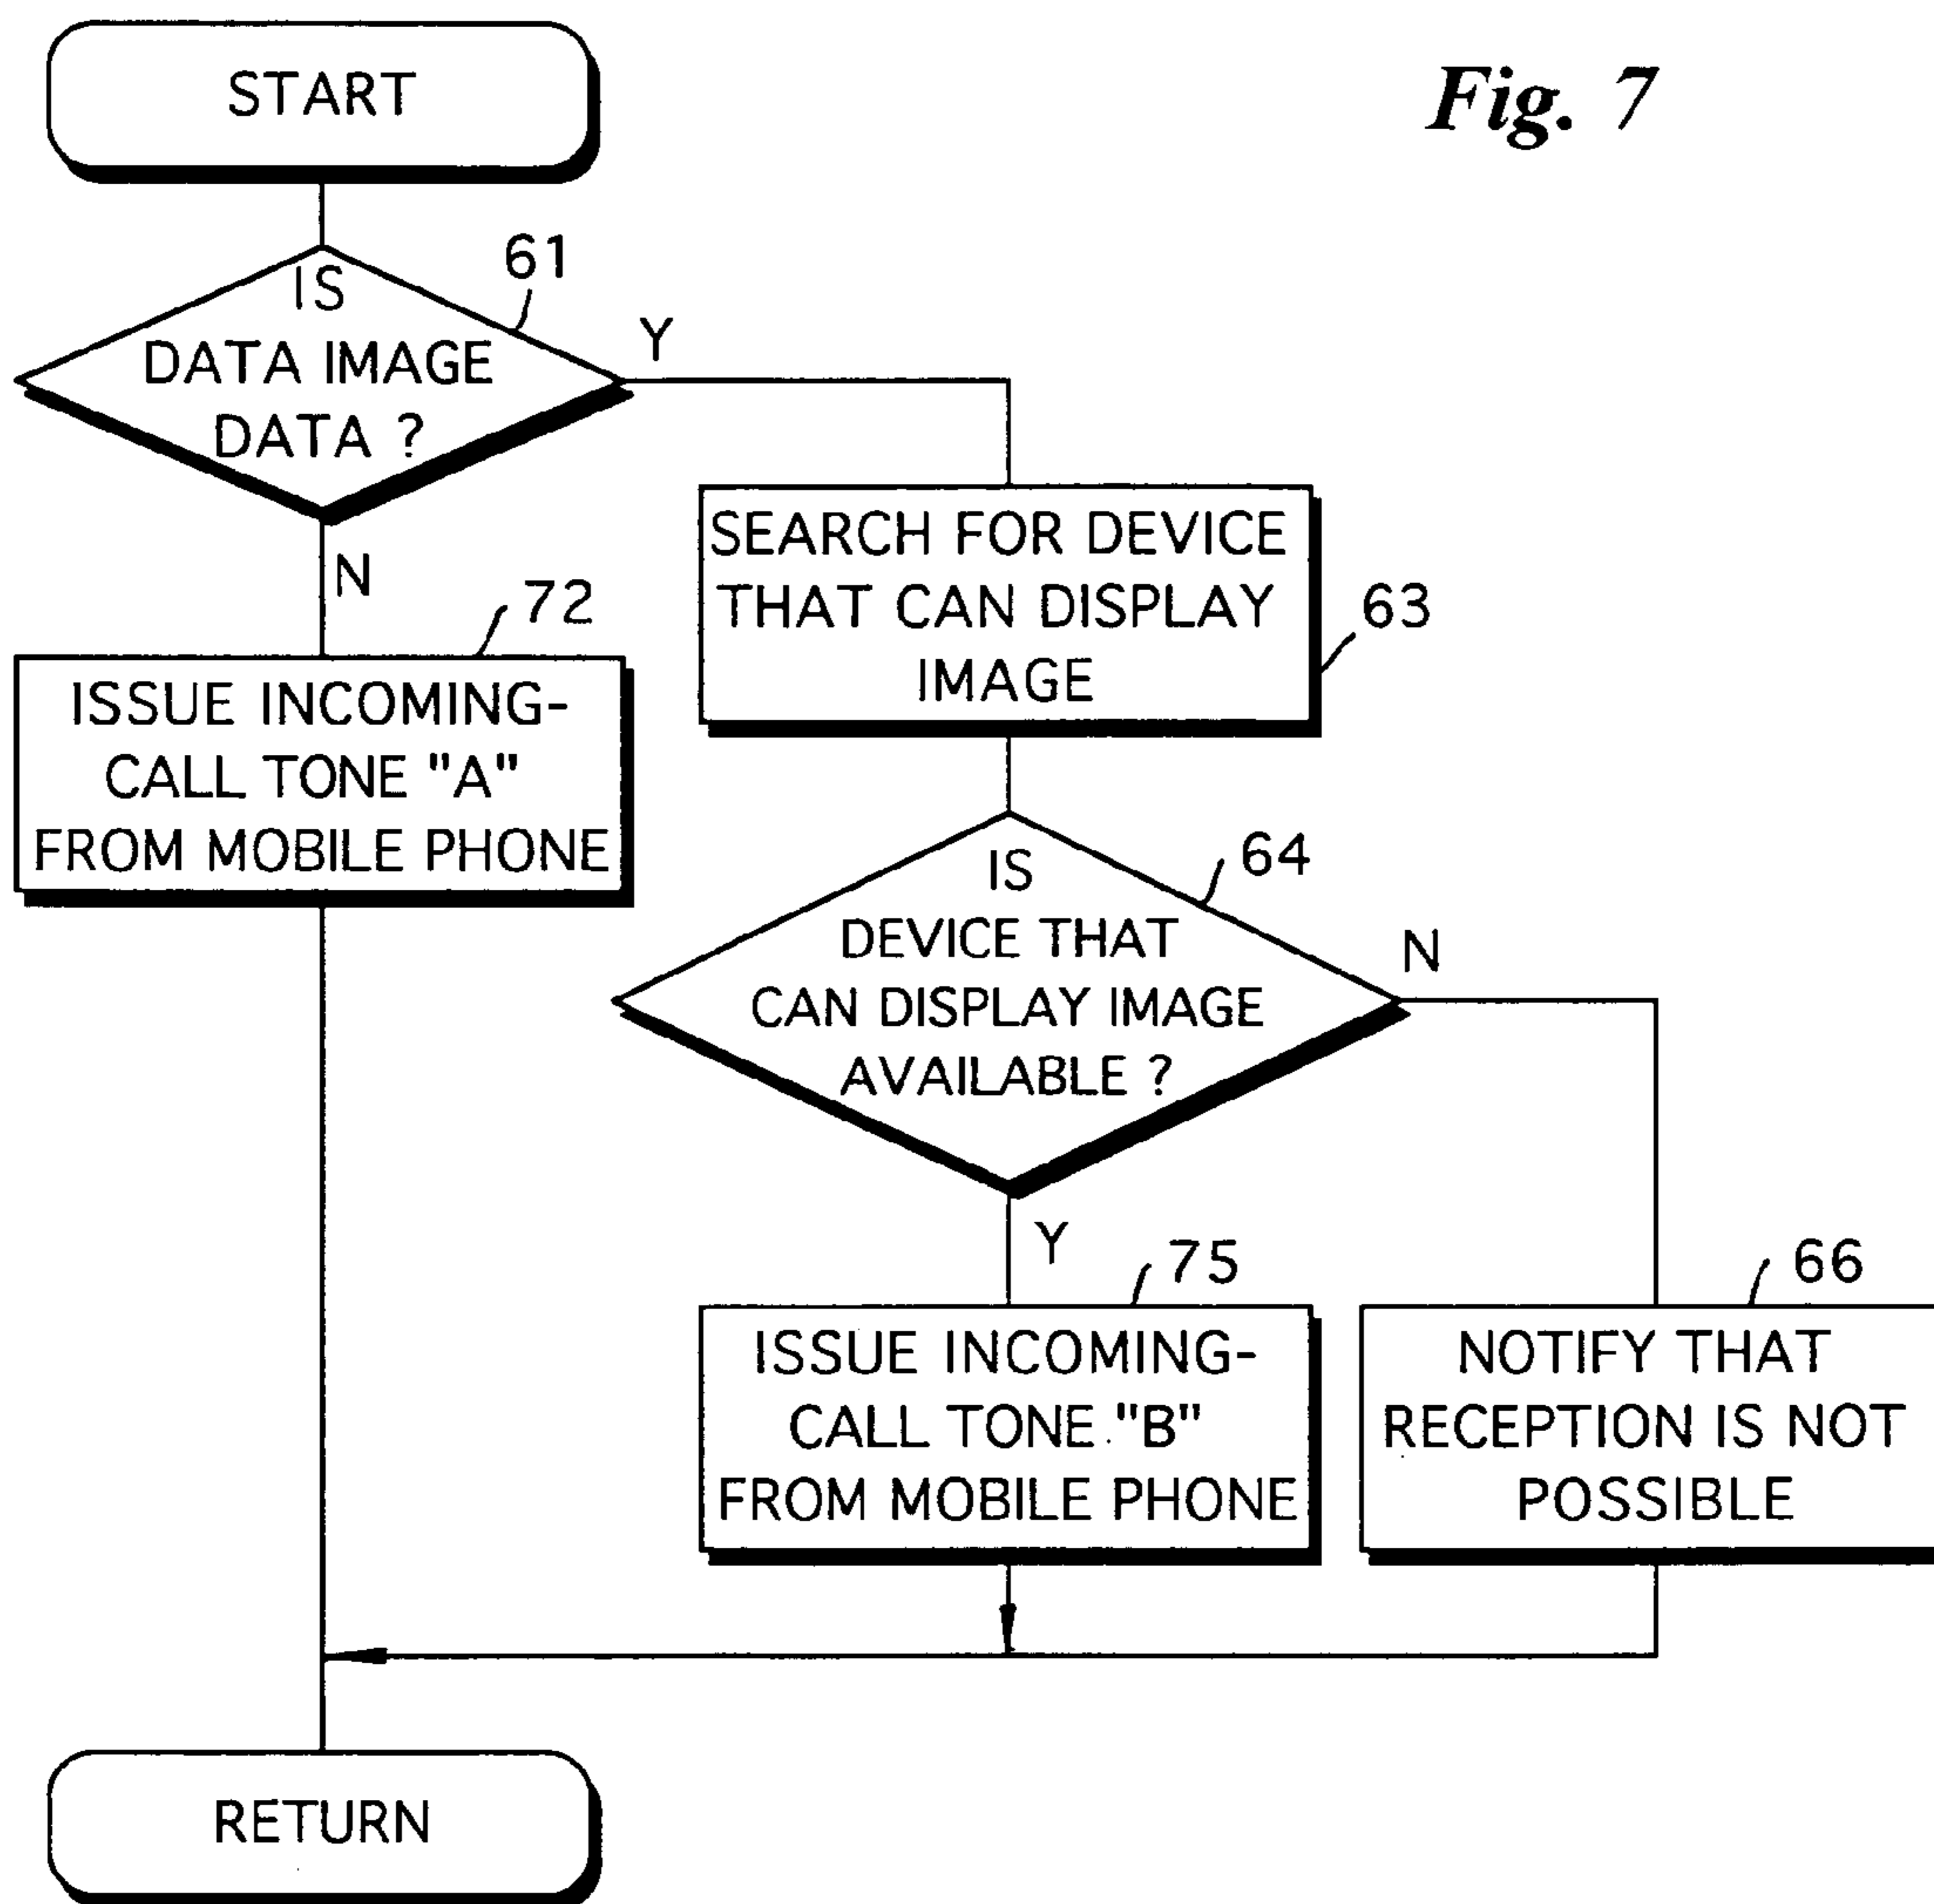 Fig. 7
START
61
IS
DATA IMAGE
DATA ?
Y
N
72
ISSUE INCOMING-
CALL TONE "A"
FROM MOBILE PHONE
SEARCH FOR DEVICE
THAT CAN DISPLAY
IMAGE
63
64
IS
DEVICE THAT
CAN DISPLAY IMAGE
AVAILABLE ?
N
Y
75
ISSUE INCOMING-
CALL TONE "B"
FROM MOBILE PHONE
66
NOTIFY THAT
RECEPTION IS NOT
POSSIBLE
RETURN